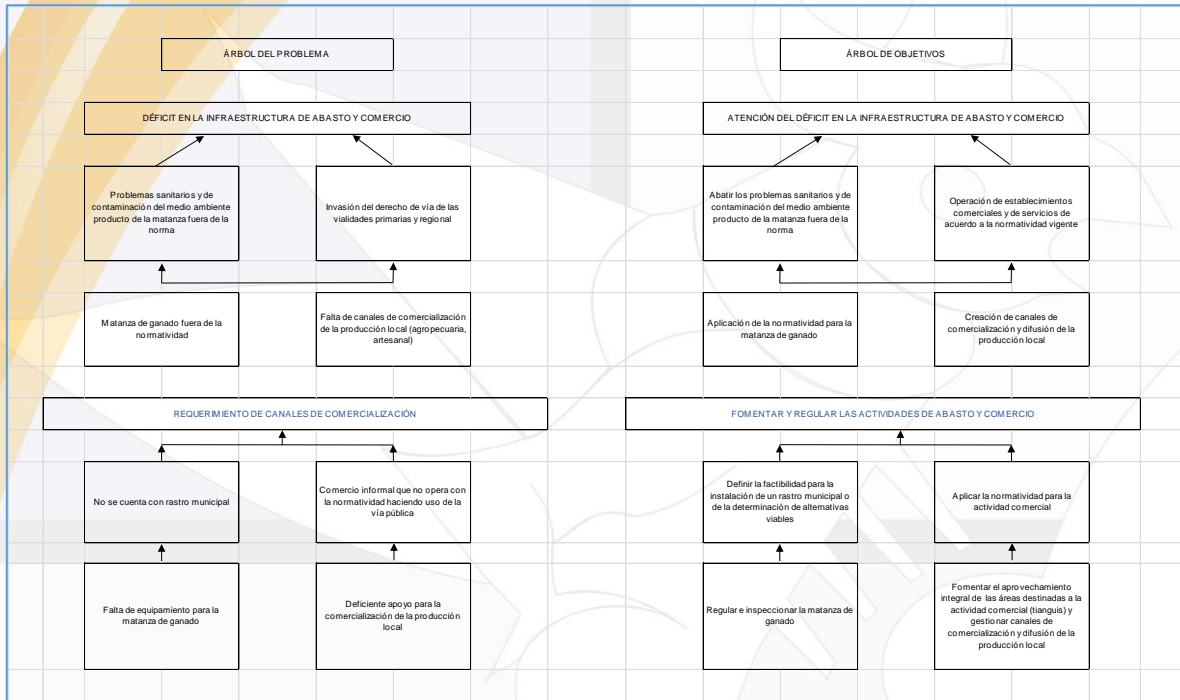 ÁRBOL DEL PROBLEMA
DÉFICIT EN LA INFRAESTRUCTURA DE ABASTO Y COMERCIO
Problemas sanitarios y de
contaminación del medio ambiente
producto de la matanza fuera de la
norma
Invasión del derecho de vía de las
vialidades primarias y regional
Matanza de ganado fuera de la
normatividad
Falta de canales de comercialización
de la producción local (agropecuaria,
artesanal)
REQUERIMIENTO DE CANALES DE COMERCIALIZACIÓN
No se cuenta con rastro municipal
Comercio informal que no opera con
la normatividad haciendo uso de la
vía pública
Falta de equipamiento para la
matanza de ganado
Deficiente apoyo para la
comercialización de la producción
local
ÁRBOL DE OBJETIVOS
ATENCIÓN DEL DÉFICIT EN LA INFRAESTRUCTURA DE ABASTO Y COMERCIO
Abatir los problemas sanitarios y de
contaminación del medio ambiente
producto de la matanza fuera de la
norma
Operación de establecimientos
comerciales y de servicios de
acuerdo a la normatividad vigente
Aplicación de la normatividad para la
matanza de ganado
Creación de canales de
comercialización y difusión de la
producción local
FOMENTAR Y REGULAR LAS ACTIVIDADES DE ABASTO Y COMERCIO
Definir la factibilidad para la
instalación de un rastro municipal o
de la determinación de alternativas
viables
Aplicar la normatividad para la
actividad comercial
Regular e inspeccionar la matanza de
ganado
Fomentar el aprovechamiento
integral de las áreas destinadas a la
actividad comercial (tianguis) y
gestionar canales de
comercialización y difusión de la
producción local